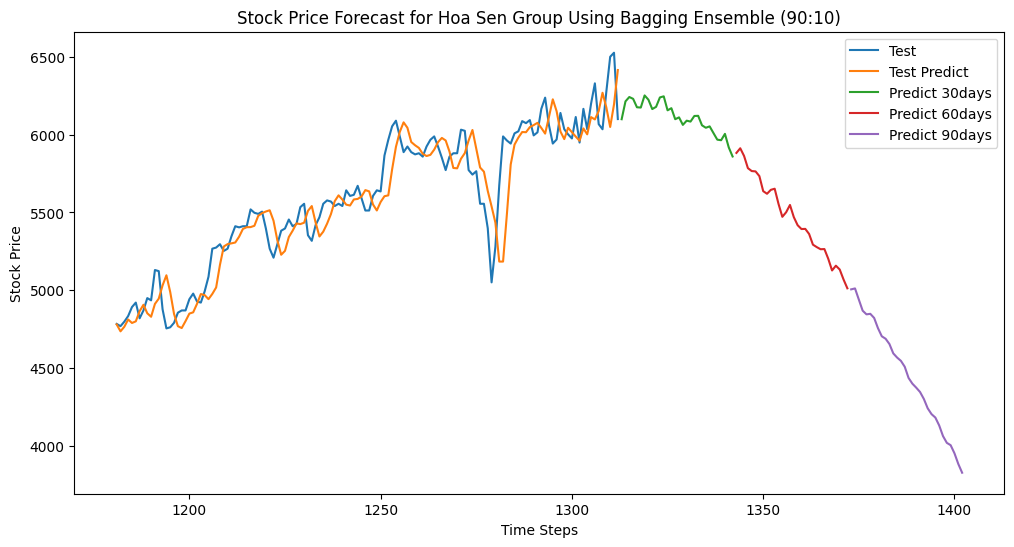 Stock Price Forecast for Hoa Sen Group Using Bagging Ensemble (90:10)
Test
Test Predict
Predict 30days
Predict 60days
Predict 90days
Stock Price
6500
6000
5500
5000
4500
4000
1200
1250
1300
1350
1400
Time Steps